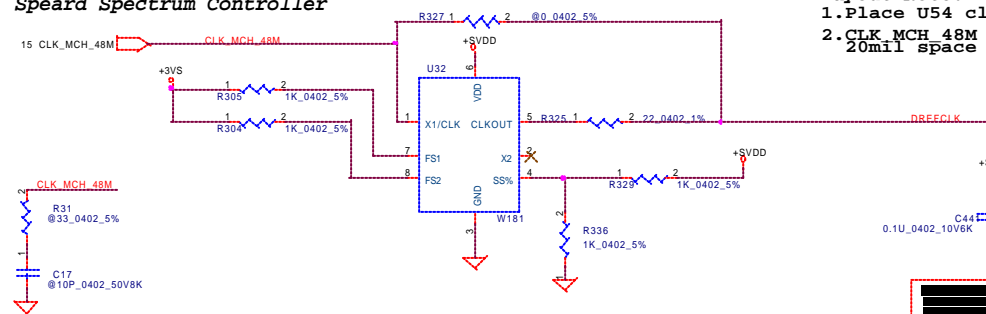 Speard Spectrum Controller
1.Place U54 cl
2.CLK_MCH_48M
20mil space
R327 1 2 @0_0402_5%
15 CLK_MCH_48M
CLK_MCH_48M
+SVDD
+3VS
U32
6
VDD
R305 1 2 1K_0402_5%
R304 1 2 1K_0402_5%
1 X1/CLK CLKOUT 5
R325 1 2 22_0402_1%
DREFCLK
7 FS1 X2 2
8 FS2 SS% 4
GND
3
W181
+SVDD
R329 1 2 1K_0402_5%
2
R336
1K_0402_5%
1
CLK_MCH_48M
2
R31
@33_0402_5%
1
C17
@10P_0402_50V8K
C44
0.1U_0402_10V6K